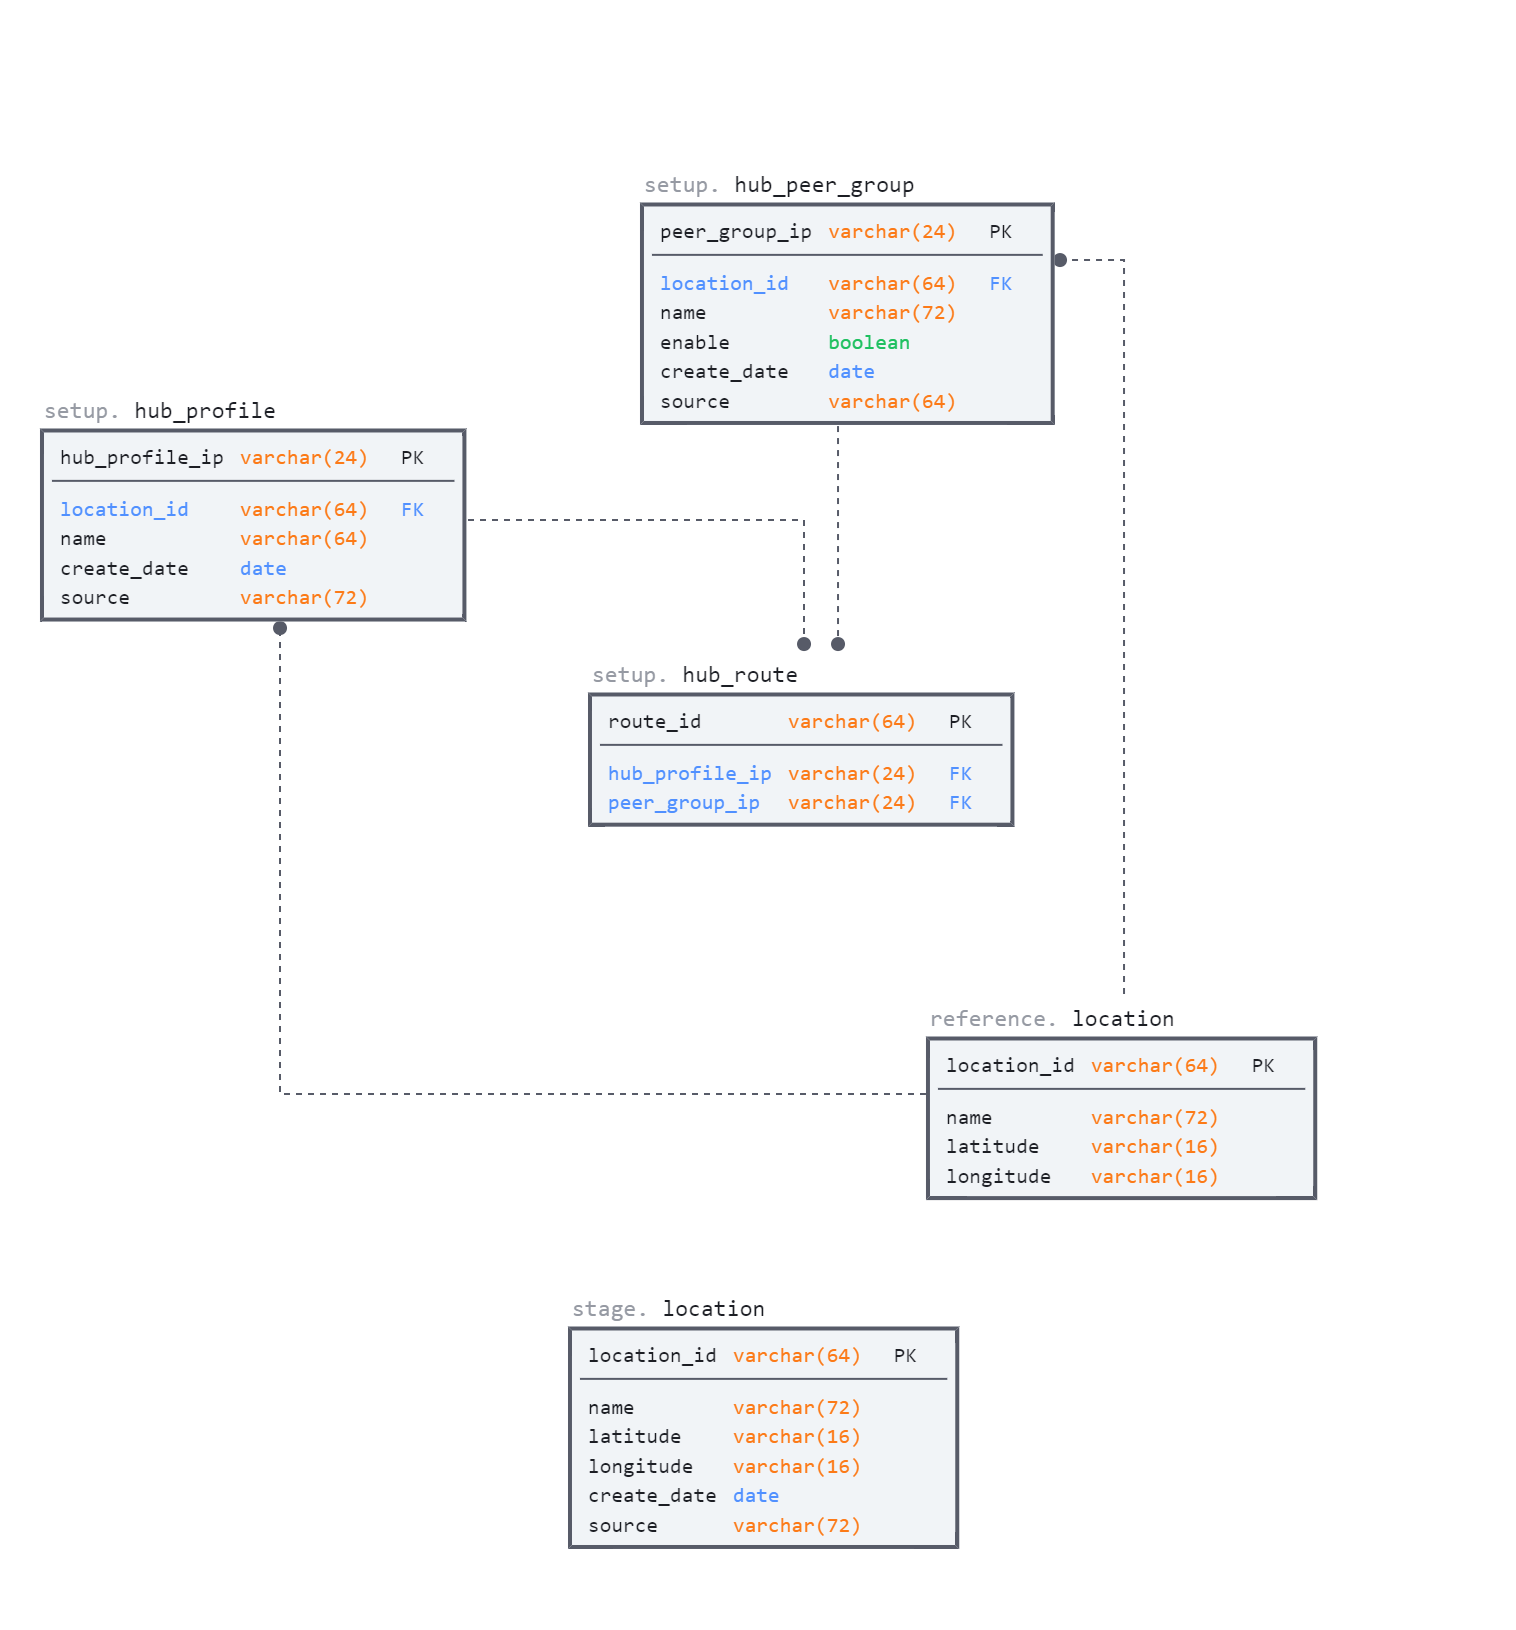 setup. hub_peer_group
peer_group_ip varchar(24) PK
location_id varchar(64) FK
name varchar(72)
enable boolean
create_date date
source varchar(64)
setup. hub_profile
hub_profile_ip varchar(24) PK
location_id varchar(64) FK
name varchar(64)
create_date date
source varchar(72)
setup. hub_route
route_id varchar(64) PK
hub_profile_ip varchar(24) FK
peer_group_ip varchar(24) FK
reference. location
location_id varchar(64) PK
name varchar(72)
latitude varchar(16)
longitude varchar(16)
stage. location
location_id varchar(64) PK
name varchar(72)
latitude varchar(16)
longitude varchar(16)
create_date date
source varchar(72)